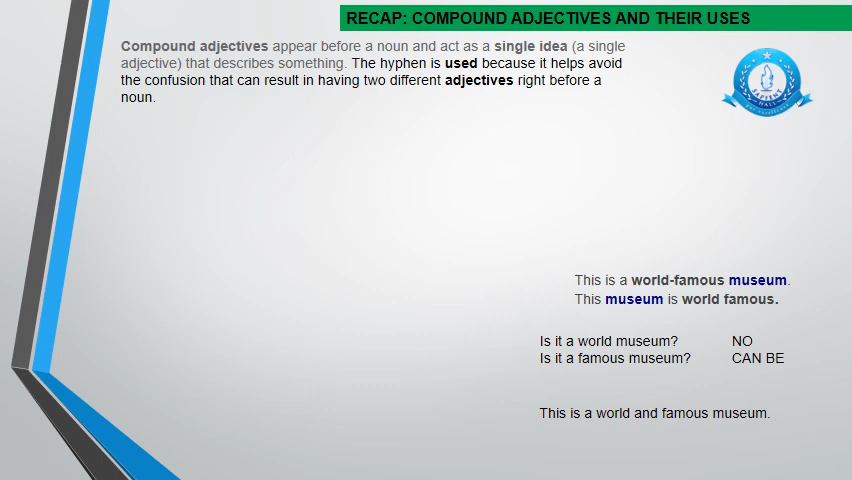 RECAP: COMPOUND ADJECTIVES AND THEIR USES
Compound adjectives appear before a noun and act as a single idea (a single
adjective) that describes something. The hyphen is used because it helps avoid
the confusion that can result in having two different adjectives right before a
noun.
SAPIENT
HALL
This is a world-famous museum.
This museum is world famous.
Is it a world museum? NO
Is it a famous museum? CAN BE
This is a world and famous museum.